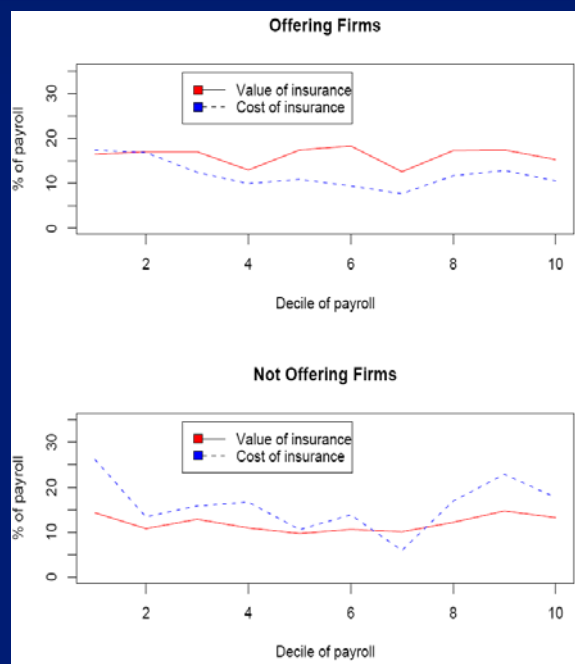 Offering Firms
Value of insurance
Cost of insurance
% of payroll
30
20
10
0
2
4
6
8
10
Decile of payroll
Not Offering Firms
Value of insurance
Cost of insurance
% of payroll
30
20
10
0
2
4
6
8
10
Decile of payroll